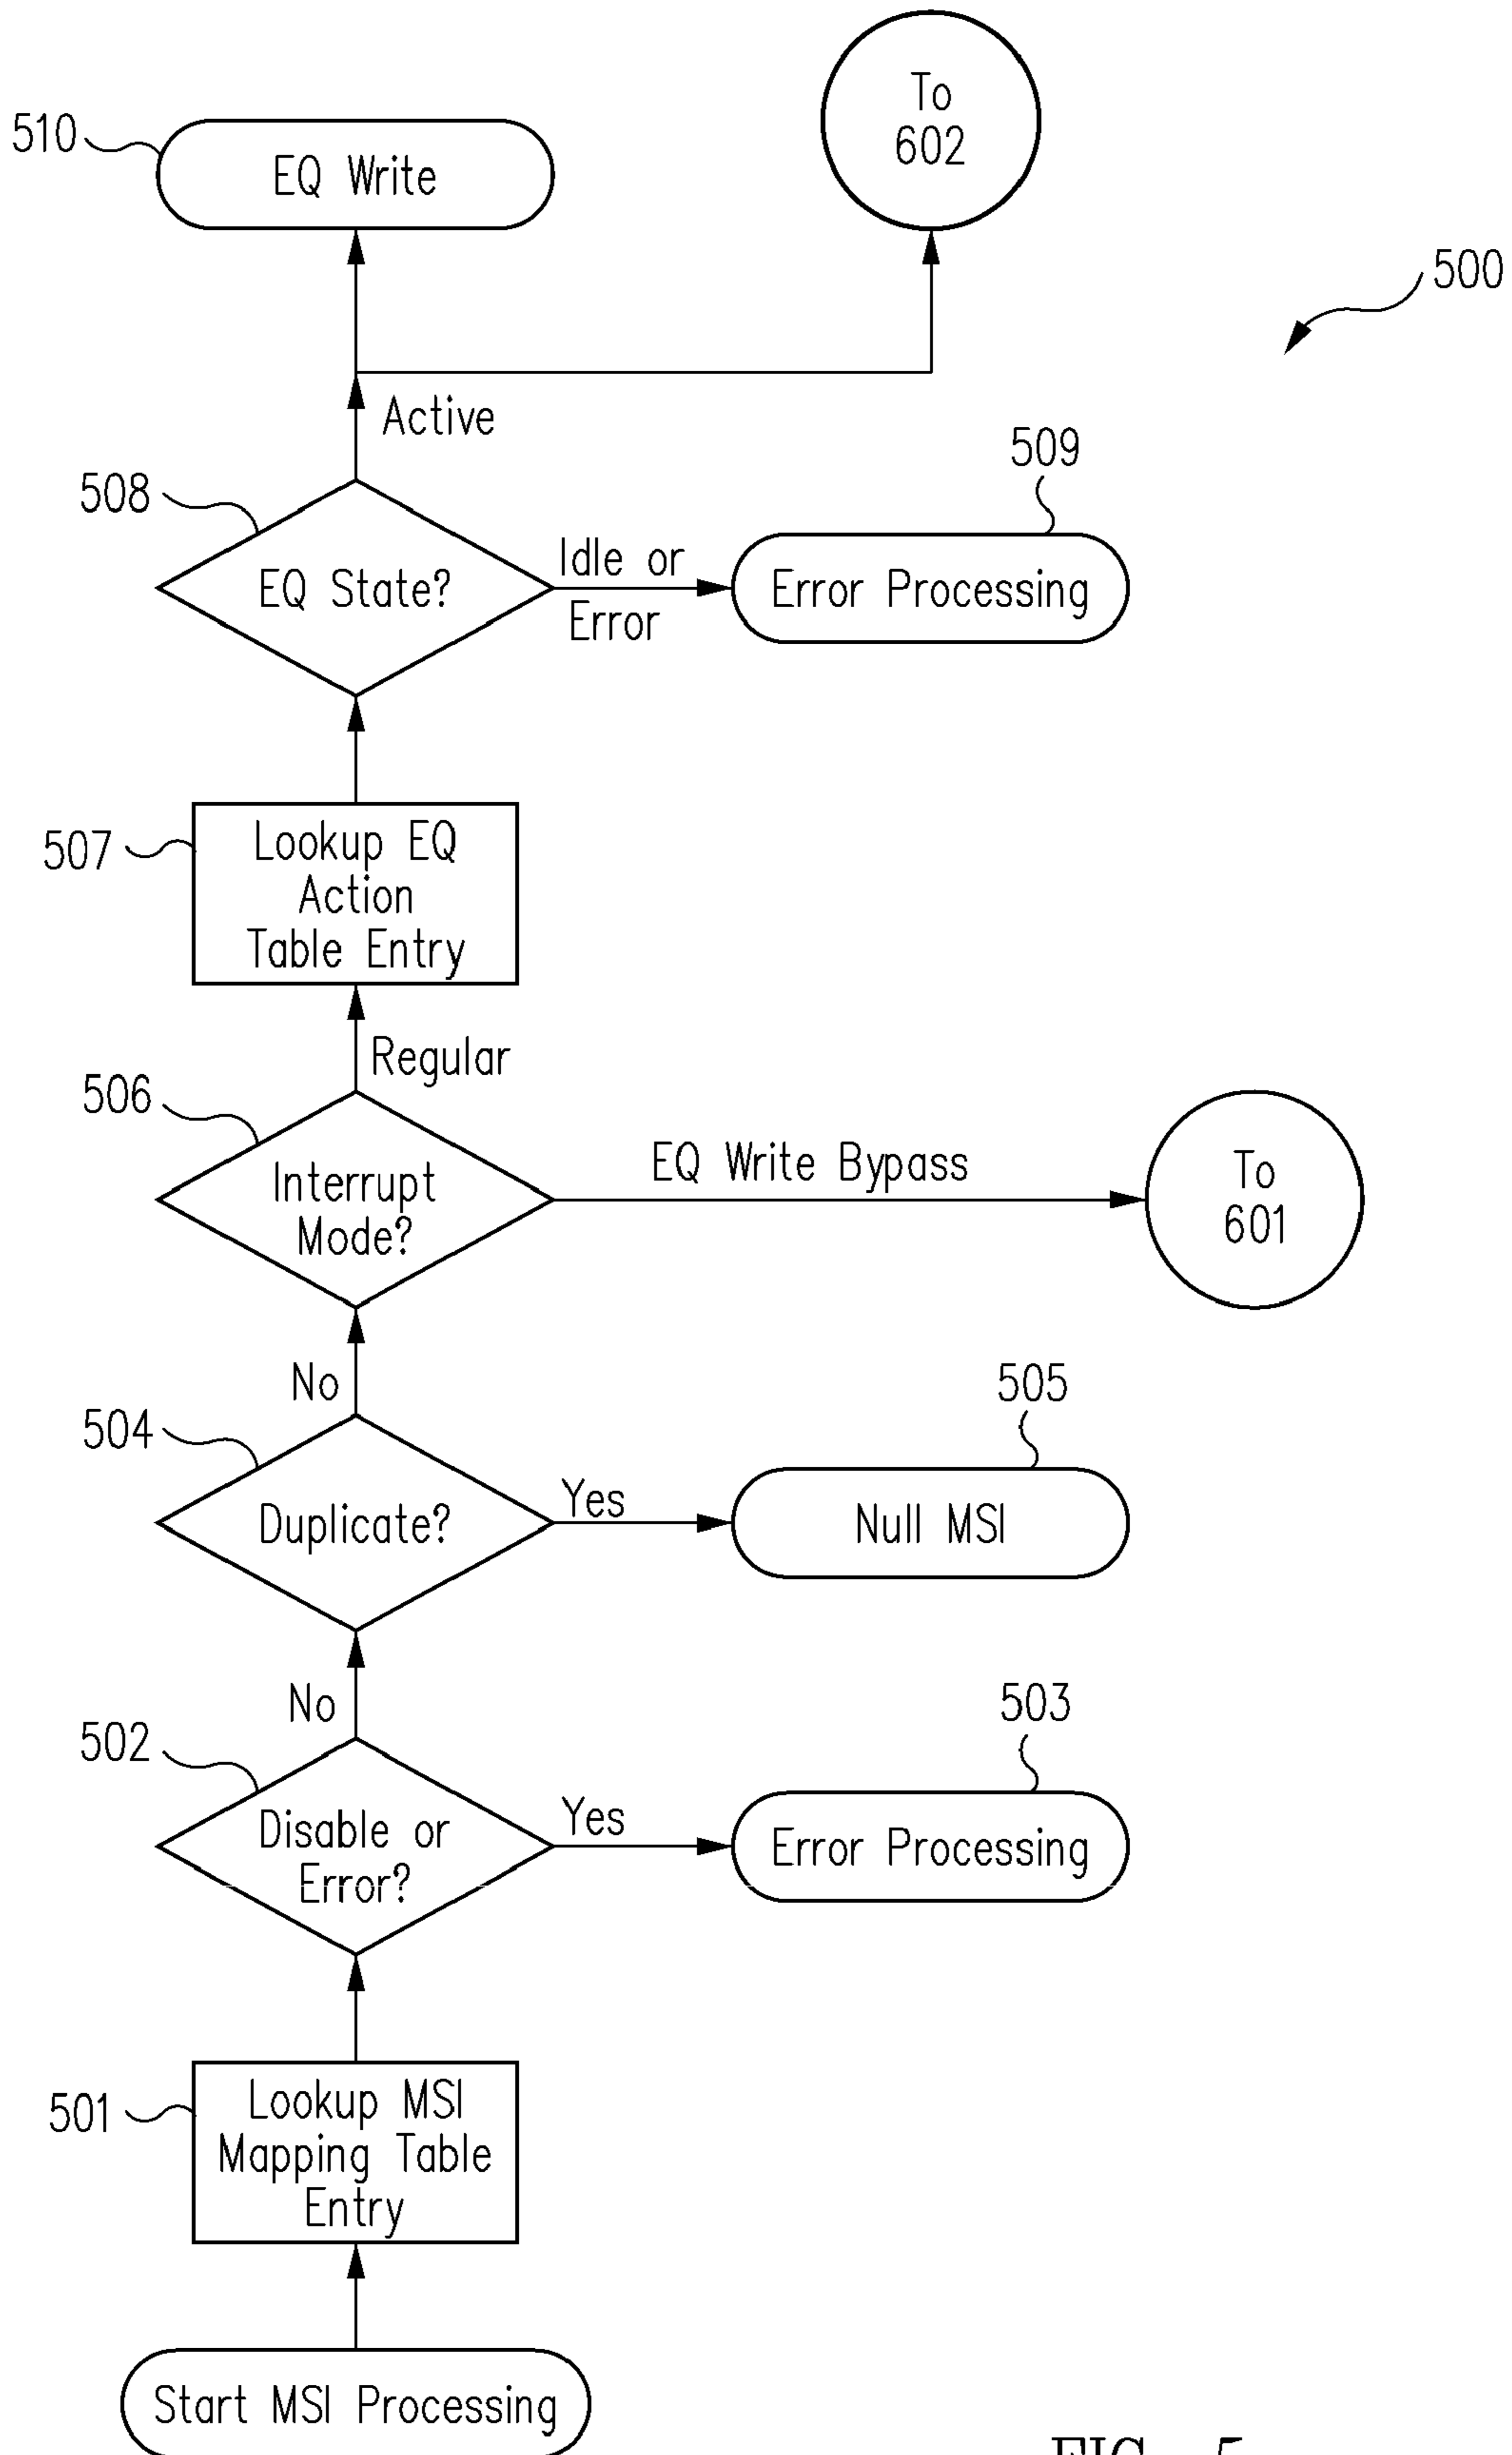 To
602
510
EQ Write
500
Active
509
508
EQ State?
Idle or
Error
Error Processing
507
Lookup EQ
Action
Table Entry
Regular
506
Interrupt
Mode?
EQ Write Bypass
To
601
No
505
504
Duplicate?
Yes
Null MSI
No
503
502
Disable or
Error?
Yes
Error Processing
501
Lookup MSI
Mapping Table
Entry
Start MSI Processing
FIG. 5